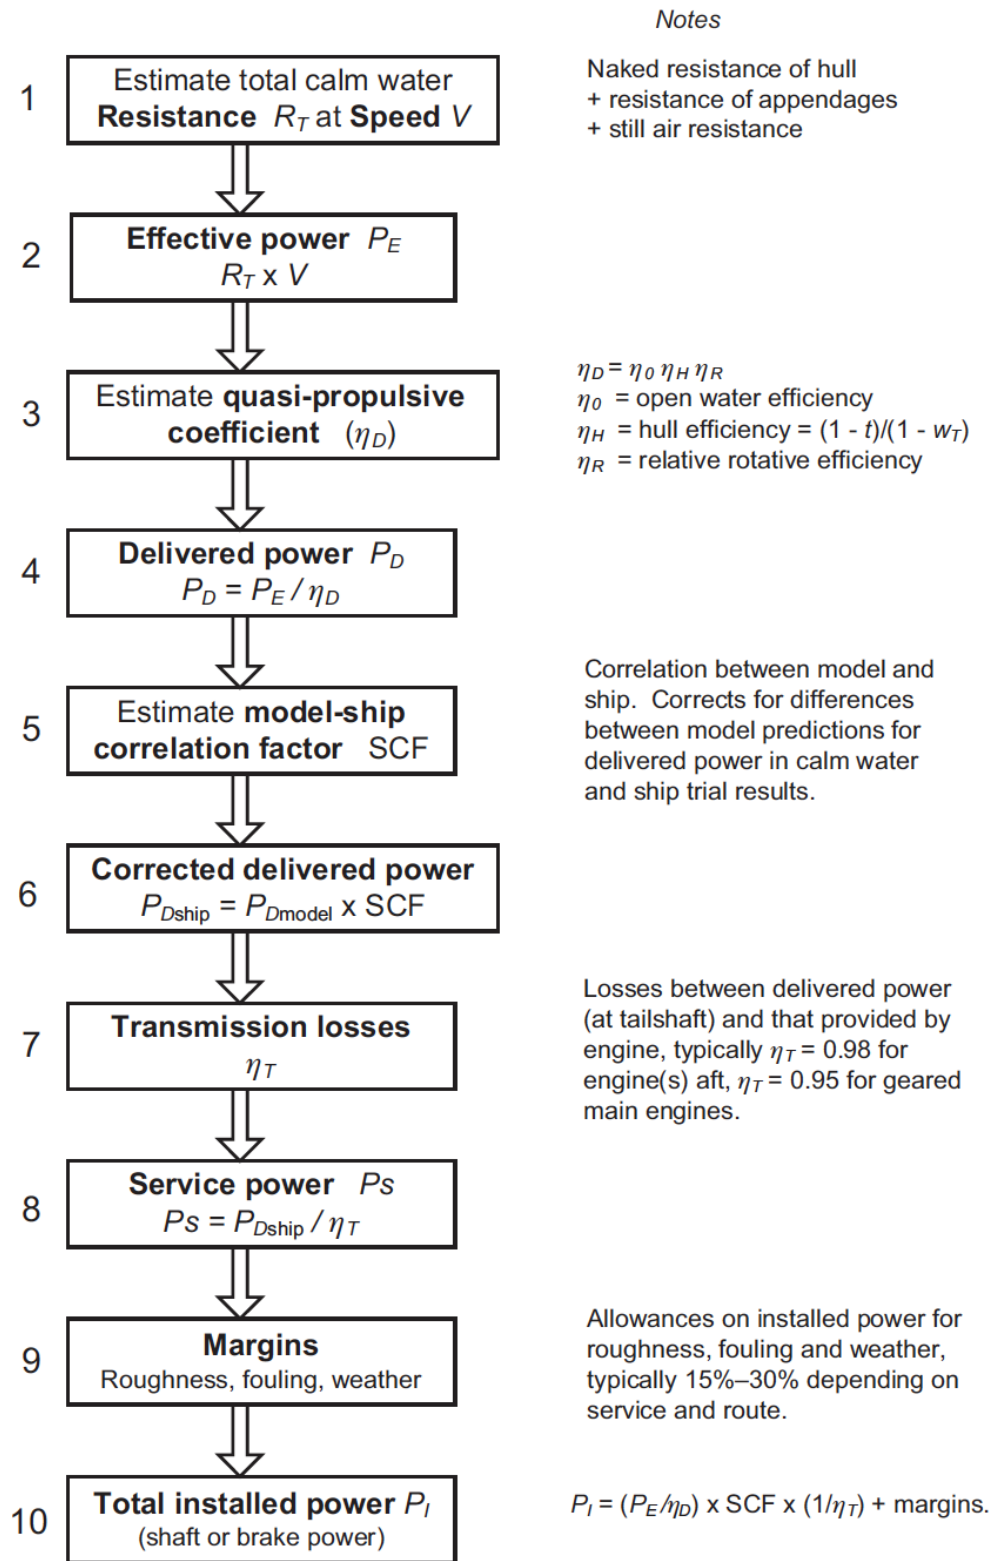 Notes
1
Estimate total calm water
Resistance R_T at Speed V
Naked resistance of hull
+ resistance of appendages
+ still air resistance
2
Effective power P_E
R_T x V
3
Estimate quasi-propulsive
coefficient (η_D)
η_D = η_0 η_H η_R
η_0 = open water efficiency
η_H = hull efficiency = (1 - t)/(1 - w_T)
η_R = relative rotative efficiency
4
Delivered power P_D
P_D = P_E / η_D
5
Estimate model-ship
correlation factor SCF
Correlation between model and
ship. Corrects for differences
between model predictions for
delivered power in calm water
and ship trial results.
6
Corrected delivered power
P_Dship = P_Dmodel x SCF
7
Transmission losses
η_T
Losses between delivered power
(at tailshaft) and that provided by
engine, typically η_T = 0.98 for
engine(s) aft, η_T = 0.95 for geared
main engines.
8
Service power Ps
Ps = P_Dship / η_T
9
Margins
Roughness, fouling, weather
Allowances on installed power for
roughness, fouling and weather,
typically 15%–30% depending on
service and route.
10
Total installed power P_I
(shaft or brake power)
P_I = (P_E/η_D) x SCF x (1/η_T) + margins.